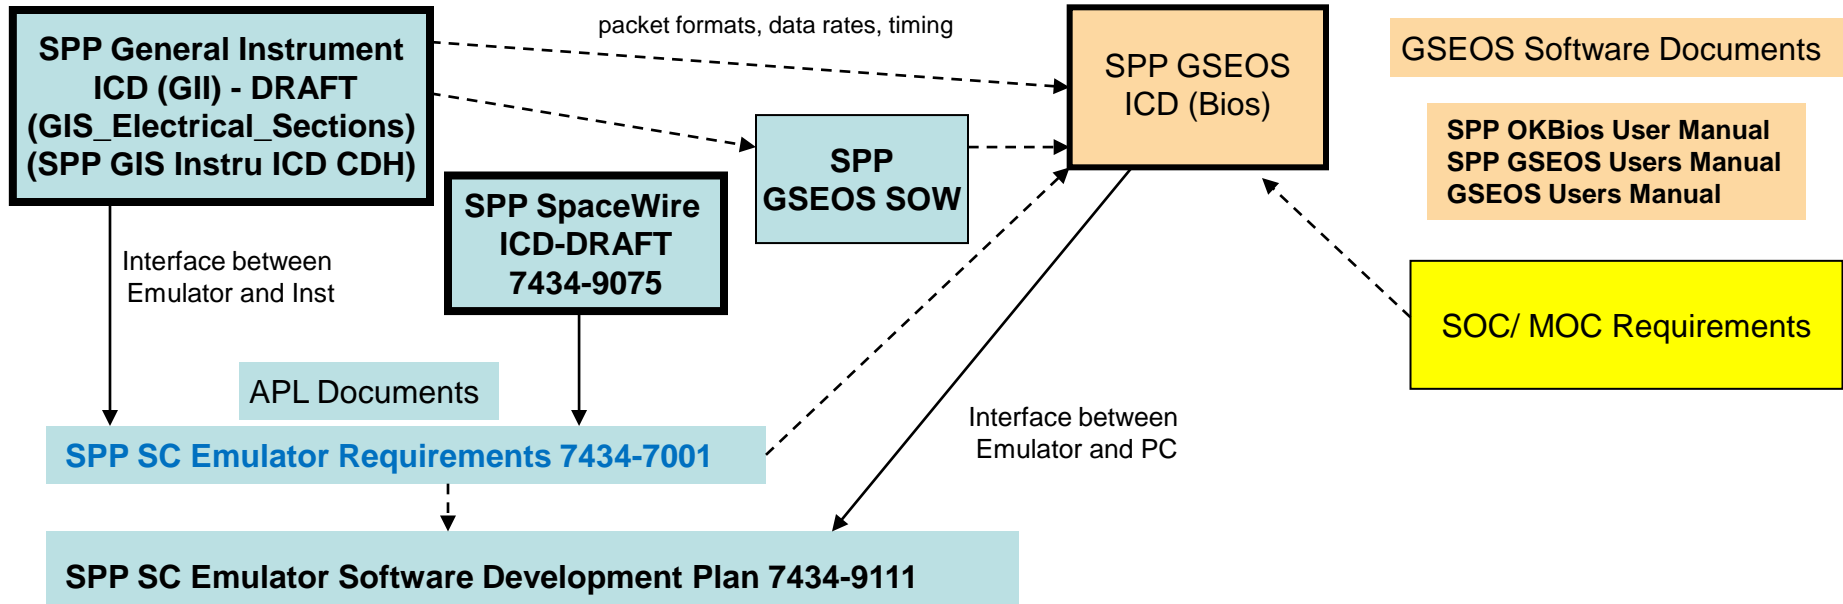 packet formats, data rates, timing
SPP General Instrument
ICD (GII) - DRAFT
(GIS_Electrical_Sections)
(SPP GIS Instru ICD CDH)
SPP GSEOS
ICD (Bios)
GSEOS Software Documents
SPP OKBios User Manual
SPP GSEOS Users Manual
GSEOS Users Manual
SPP
GSEOS SOW
SPP SpaceWire
ICD-DRAFT
7434-9075
Interface between
Emulator and Inst
SOC/ MOC Requirements
APL Documents
Interface between
Emulator and PC
SPP SC Emulator Requirements 7434-7001
SPP SC Emulator Software Development Plan 7434-9111